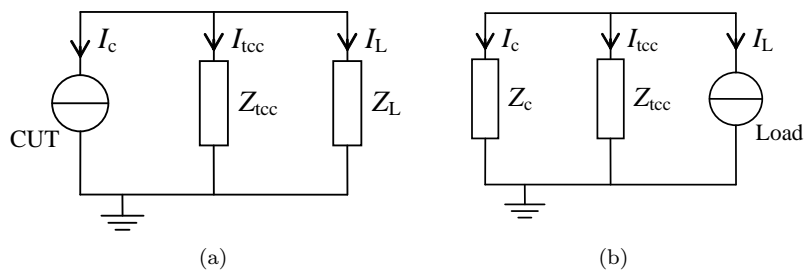 I_c I_tcc I_L
Z_tcc Z_L
CUT
(a)
I_c I_tcc I_L
Z_c Z_tcc
Load
(b)